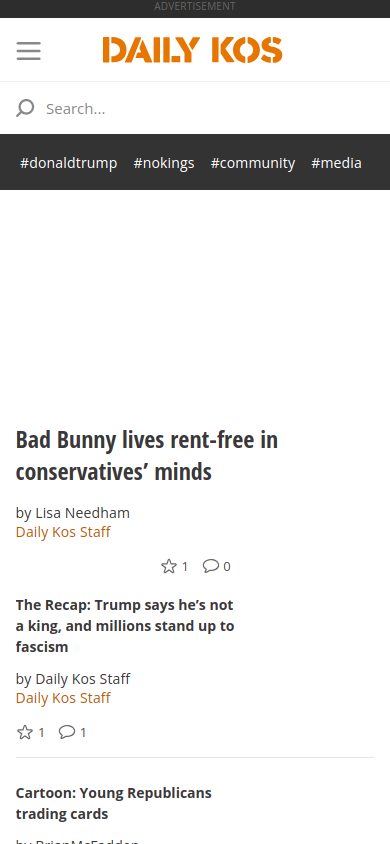 ADVERTISEMENT
DAILY KOS
Search...
#donaldtrump #nokings #community #media
Bad Bunny lives rent-free in
conservatives’ minds
by Lisa Needham
Daily Kos Staff
1 0
The Recap: Trump says he’s not
a king, and millions stand up to
fascism
by Daily Kos Staff
Daily Kos Staff
1 1
Cartoon: Young Republicans
trading cards
by BrianMcFadden